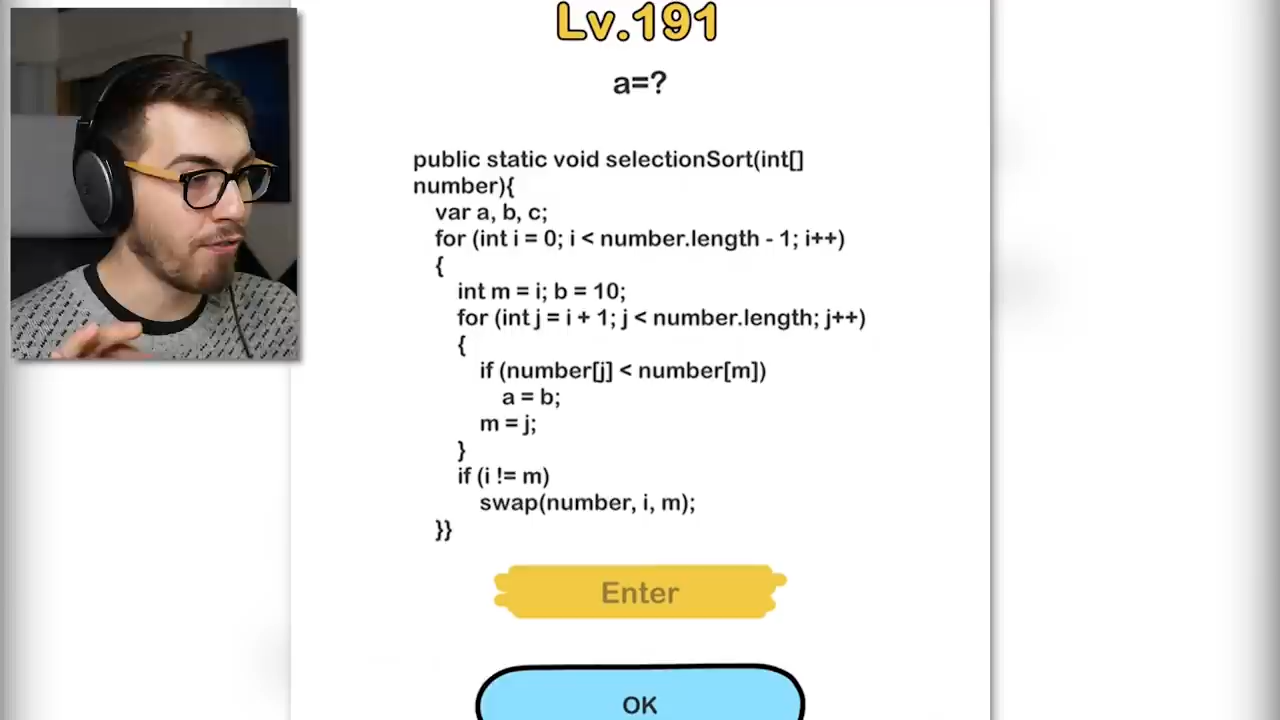 Lv.191
a=?
public static void selectionSort(int[]
number){
var a, b, c;
for (int i = 0; i < number.length - 1; i++)
{
int m = i; b = 10;
for (int j = i + 1; j < number.length; j++)
{
if (number[j] < number[m])
a = b;
m = j;
}
if (i != m)
swap(number, i, m);
}}
Enter
OK